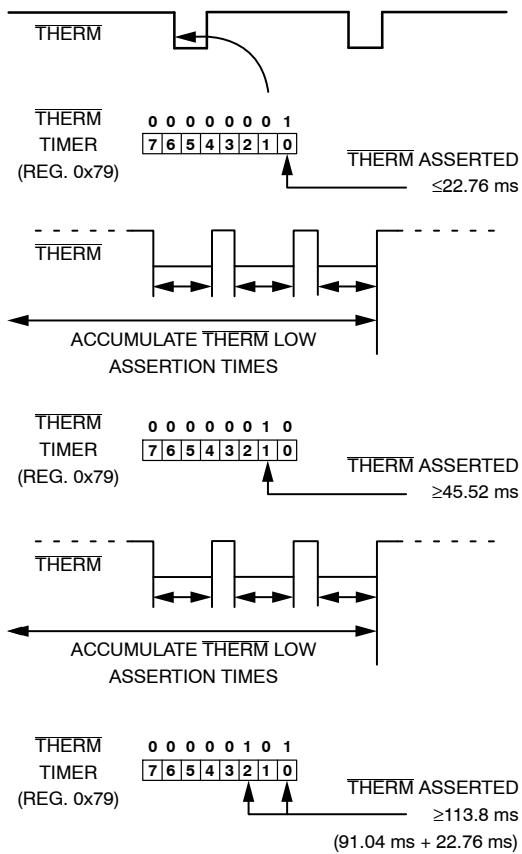 THERM
THERM
TIMER
(REG. 0x79)
0 0 0 0 0 0 0 1
7 6 5 4 3 2 1 0
THERM ASSERTED
≤22.76 ms
THERM
ACCUMULATE THERM LOW
ASSERTION TIMES
THERM
TIMER
(REG. 0x79)
0 0 0 0 0 0 1 0
7 6 5 4 3 2 1 0
THERM ASSERTED
≥45.52 ms
THERM
ACCUMULATE THERM LOW
ASSERTION TIMES
THERM
TIMER
(REG. 0x79)
0 0 0 0 0 1 0 1
7 6 5 4 3 2 1 0
THERM ASSERTED
≥113.8 ms
(91.04 ms + 22.76 ms)